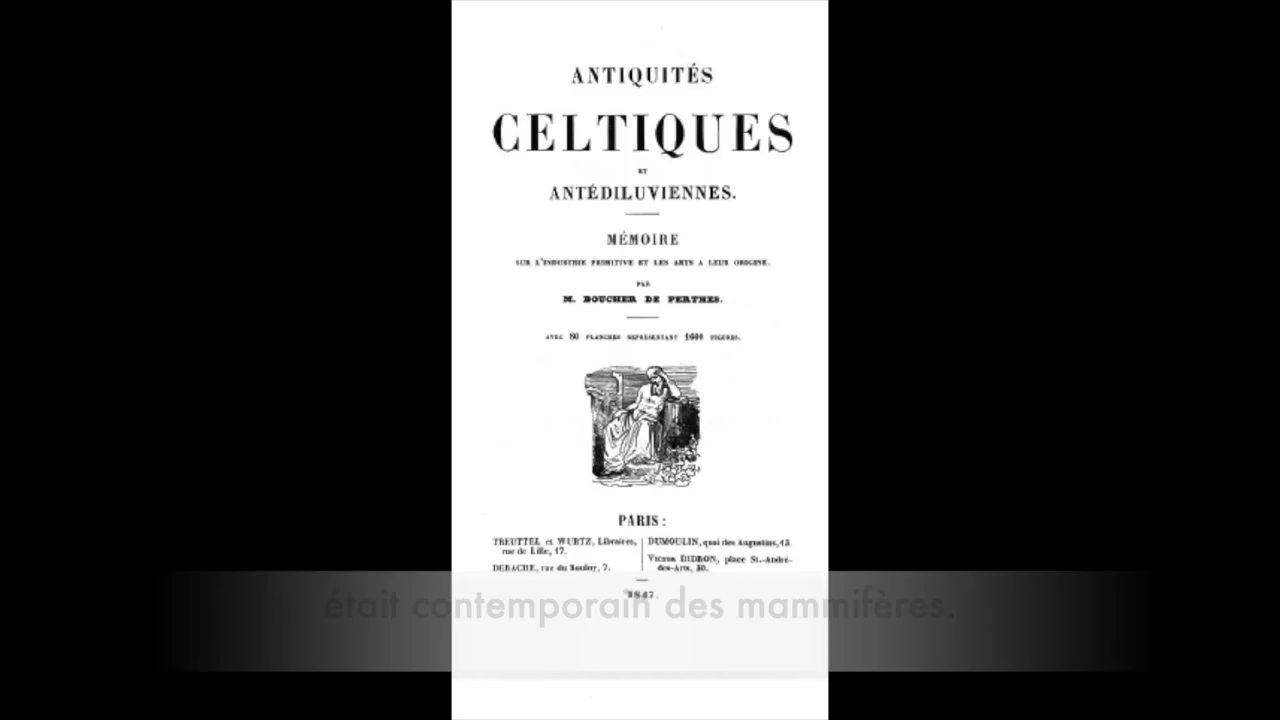 ANTIQUITÉS
CELTIQUES
ET
ANTÉDILUVIENNES.
MÉMOIRE
SUR L'INDUSTRIE PRIMITIVE ET LES ARTS A LEUR ORIGINE.
PAR
M. BOUCHER DE PERTHES.
AVEC 80 PLANCHES REPRÉSENTANT 1600 FIGURES.
PARIS :
TREUTTEL et WURTZ, Libraires,
rue de Lille, 17.
DERACHE, rue du Bouloy, 7.
DUMOULIN, quai des Augustins, 13.
VICTOR DIDRON, place St.-André-
des-Arts, 30.
1847.
était contemporain des mammifères.